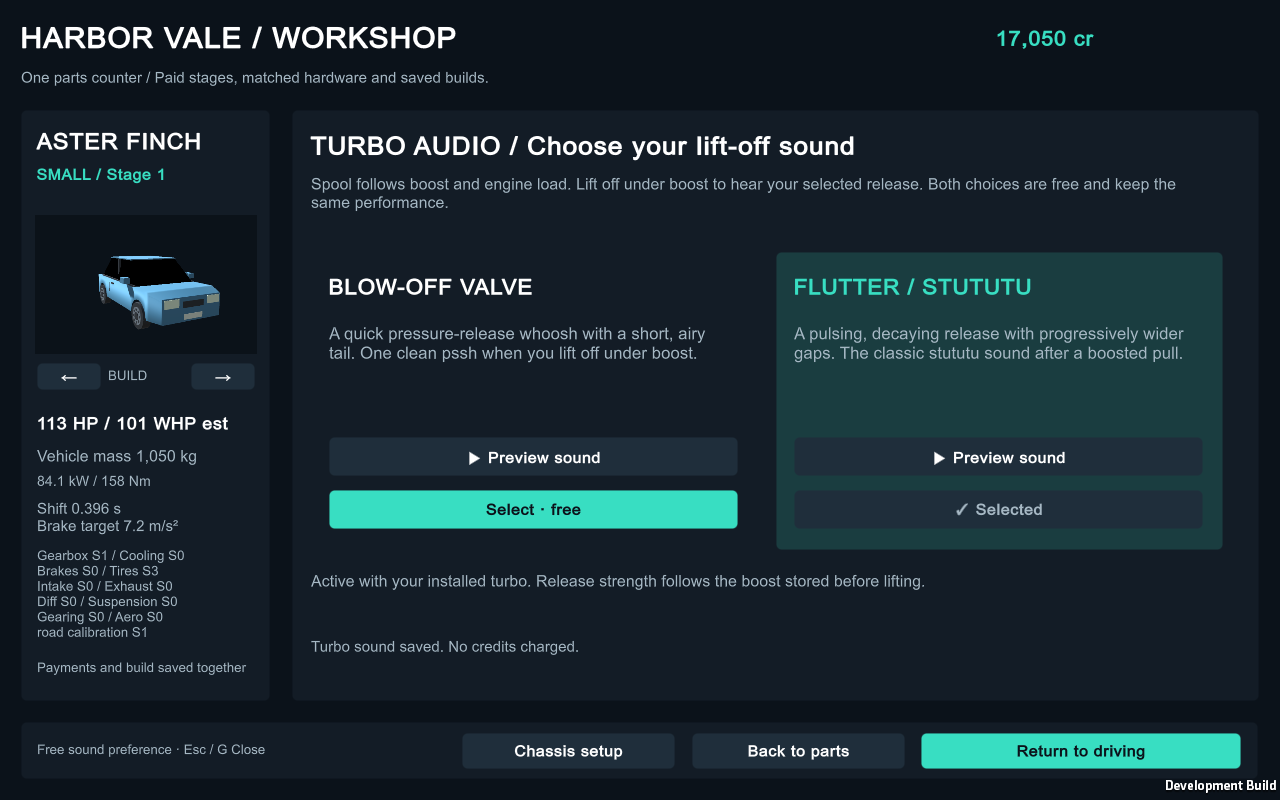 HARBOR VALE / WORKSHOP
17,050 cr
One parts counter / Paid stages, matched hardware and saved builds.
ASTER FINCH
SMALL / Stage 1
← BUILD →
113 HP / 101 WHP est
Vehicle mass 1,050 kg
84.1 kW / 158 Nm
Shift 0.396 s
Brake target 7.2 m/s²
Gearbox S1 / Cooling S0
Brakes S0 / Tires S3
Intake S0 / Exhaust S0
Diff S0 / Suspension S0
Gearing S0 / Aero S0
road calibration S1
Payments and build saved together
TURBO AUDIO / Choose your lift-off sound
Spool follows boost and engine load. Lift off under boost to hear your selected release. Both choices are free and keep the
same performance.
BLOW-OFF VALVE
A quick pressure-release whoosh with a short, airy
tail. One clean pssh when you lift off under boost.
▶ Preview sound
Select · free
FLUTTER / STUTUTU
A pulsing, decaying release with progressively wider
gaps. The classic stututu sound after a boosted pull.
▶ Preview sound
✓ Selected
Active with your installed turbo. Release strength follows the boost stored before lifting.
Turbo sound saved. No credits charged.
Free sound preference · Esc / G Close
Chassis setup
Back to parts
Return to driving
Development Build